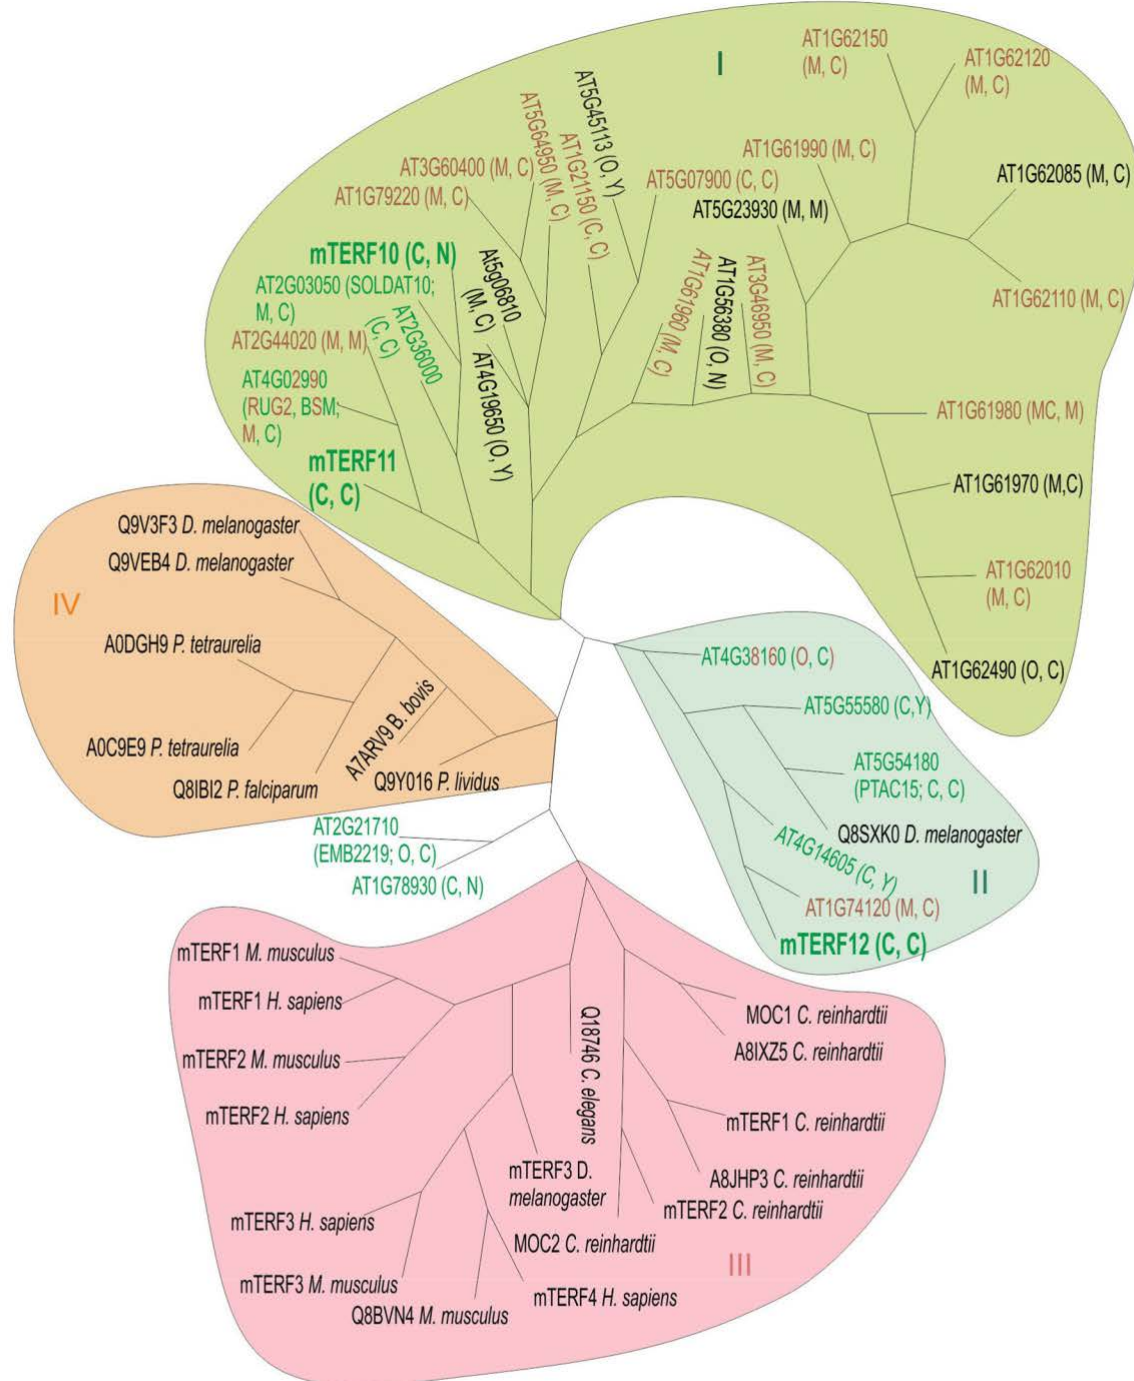 I
AT1G62150
(M, C)
AT1G62120
(M, C)
AT5G45113 (O, Y)
AT5G64950 (M, C)
AT1G21150 (C, C)
AT3G60400 (M, C)
AT1G79220 (M, C)
AT5G07900 (C, C)
AT1G61990 (M, C)
AT1G62085 (M, C)
AT5G23930 (M, M)
mTERF10 (C, N)
At5g06810
(M, C)
AT2G03050 (SOLDAT10;
M, C)
AT2G36000
(C, C)
AT2G44020 (M, M)
AT4G02990
(RUG2, BSM;
M, C)
AT4G19650 (O, Y)
AT1G61960 (M, C)
AT1G56380 (O, N)
AT3G46950 (M, C)
AT1G62110 (M, C)
AT1G61980 (MC, M)
mTERF11
(C, C)
AT1G61970 (M,C)
AT1G62010
(M, C)
AT1G62490 (O, C)
Q9V3F3 D. melanogaster
Q9VEB4 D. melanogaster
IV
A0DGH9 P. tetraurelia
A0C9E9 P. tetraurelia
Q8IBI2 P. falciparum
A7ARV9 B. bovis
Q9Y016 P. lividus
AT4G38160 (O, C)
AT5G55580 (C,Y)
AT5G54180
(PTAC15; C, C)
Q8SXK0 D. melanogaster
AT4G14605 (C, Y)
II
AT1G74120 (M, C)
mTERF12 (C, C)
AT2G21710
(EMB2219; O, C)
AT1G78930 (C, N)
mTERF1 M. musculus
mTERF1 H. sapiens
mTERF2 M. musculus
mTERF2 H. sapiens
Q18746 C. elegans
MOC1 C. reinhardtii
A8IXZ5 C. reinhardtii
mTERF1 C. reinhardtii
A8JHP3 C. reinhardtii
mTERF2 C. reinhardtii
mTERF3 D.
melanogaster
MOC2 C. reinhardtii
mTERF3 H. sapiens
mTERF3 M. musculus
Q8BVN4 M. musculus
mTERF4 H. sapiens
III